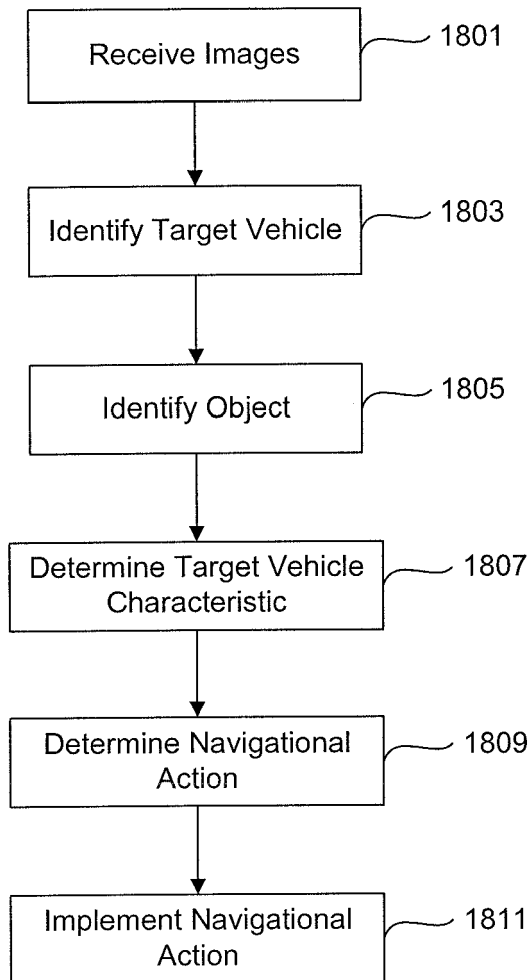 Receive Images
1801
Identify Target Vehicle
1803
Identify Object
1805
Determine Target Vehicle
Characteristic
1807
Determine Navigational
Action
1809
Implement Navigational
Action
1811